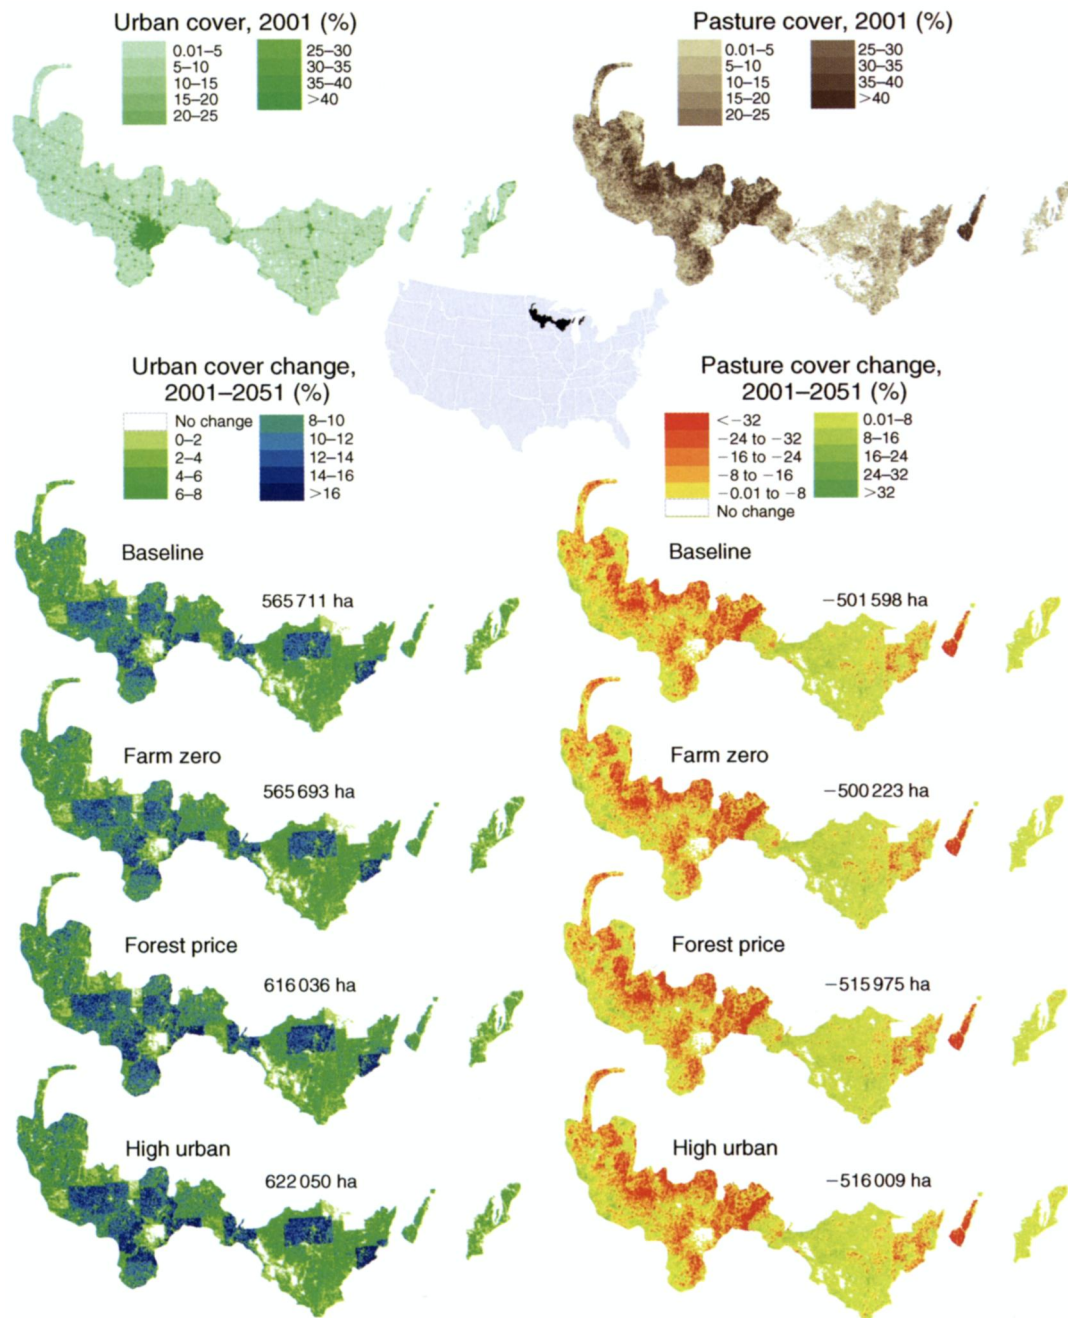 Urban cover, 2001 (%)
0.01–5
5–10
10–15
15–20
20–25
25–30
30–35
35–40
>40
Pasture cover, 2001 (%)
0.01–5
5–10
10–15
15–20
20–25
25–30
30–35
35–40
>40
Urban cover change,
2001–2051 (%)
No change
0–2
2–4
4–6
6–8
8–10
10–12
12–14
14–16
>16
Pasture cover change,
2001–2051 (%)
<−32
−24 to −32
−16 to −24
−8 to −16
−0.01 to −8
No change
0.01–8
8–16
16–24
24–32
>32
Baseline
565 711 ha
Baseline
−501 598 ha
Farm zero
565 693 ha
Farm zero
−500 223 ha
Forest price
616 036 ha
Forest price
−515 975 ha
High urban
622 050 ha
High urban
−516 009 ha